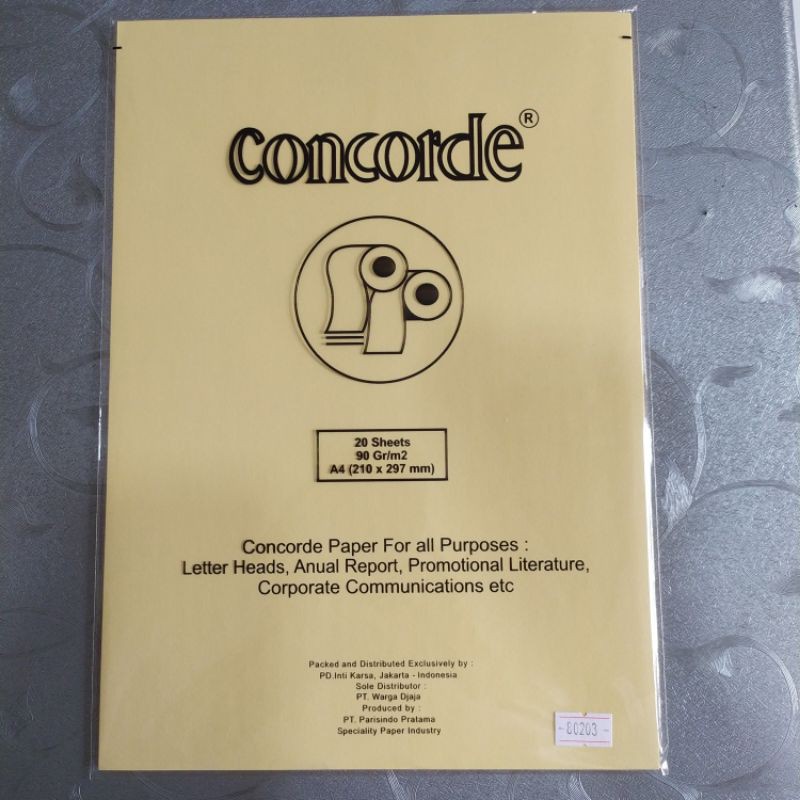 concorde®
20 Sheets
90 Gr/m2
A4 (210 x 297 mm)
Concorde Paper For all Purposes :
Letter Heads, Anual Report, Promotional Literature,
Corporate Communications etc
Packed and Distributed Exclusively by :
PD.Inti Karsa, Jakarta - Indonesia
Sole Distributor :
PT. Warga Djaja
Produced by :
PT. Parisindo Pratama
Speciality Paper Industry
80203